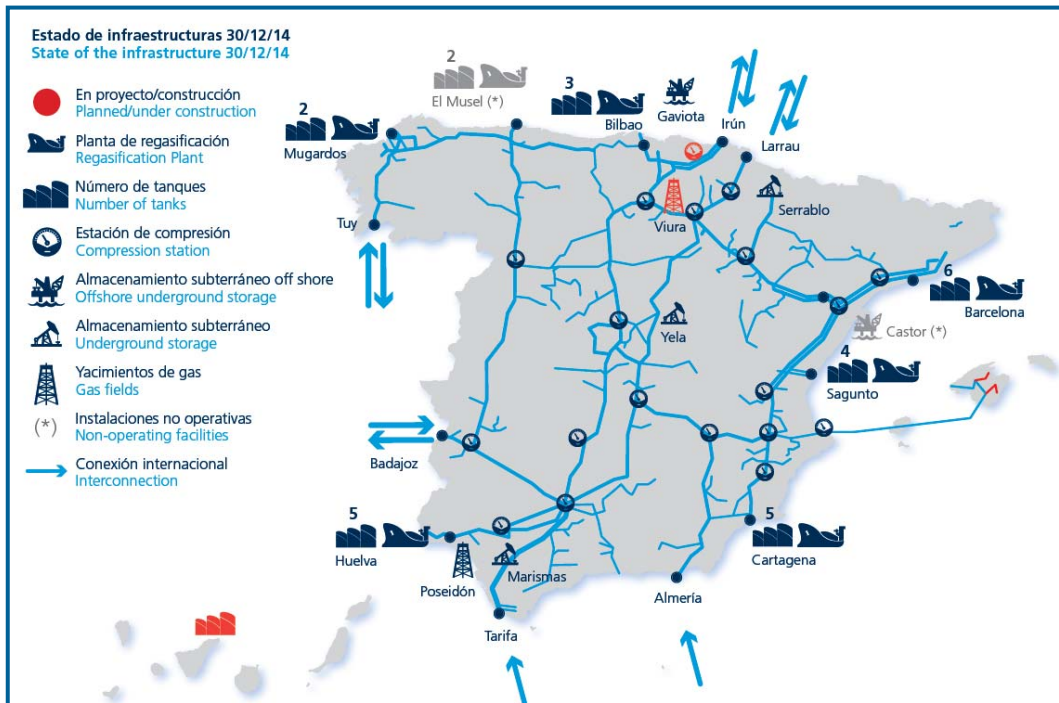 Estado de infraestructuras 30/12/14
State of the infrastructure 30/12/14
En proyecto/construcción
Planned/under construction
Planta de regasificación
Regasification Plant
Número de tanques
Number of tanks
Estación de compresión
Compression station
Almacenamiento subterráneo off shore
Offshore underground storage
Almacenamiento subterráneo
Underground storage
Yacimientos de gas
Gas fields
(*)
Instalaciones no operativas
Non-operating facilities
Conexión internacional
Interconnection
2
El Musel (*)
2
Mugardos
3
Bilbao
Gaviota
Irún
Larrau
Tuy
Viura
Serrablo
6
Barcelona
Yela
Castor (*)
4
Sagunto
Badajoz
5
Huelva
Poseidón
Marismas
5
Cartagena
Almería
Tarifa